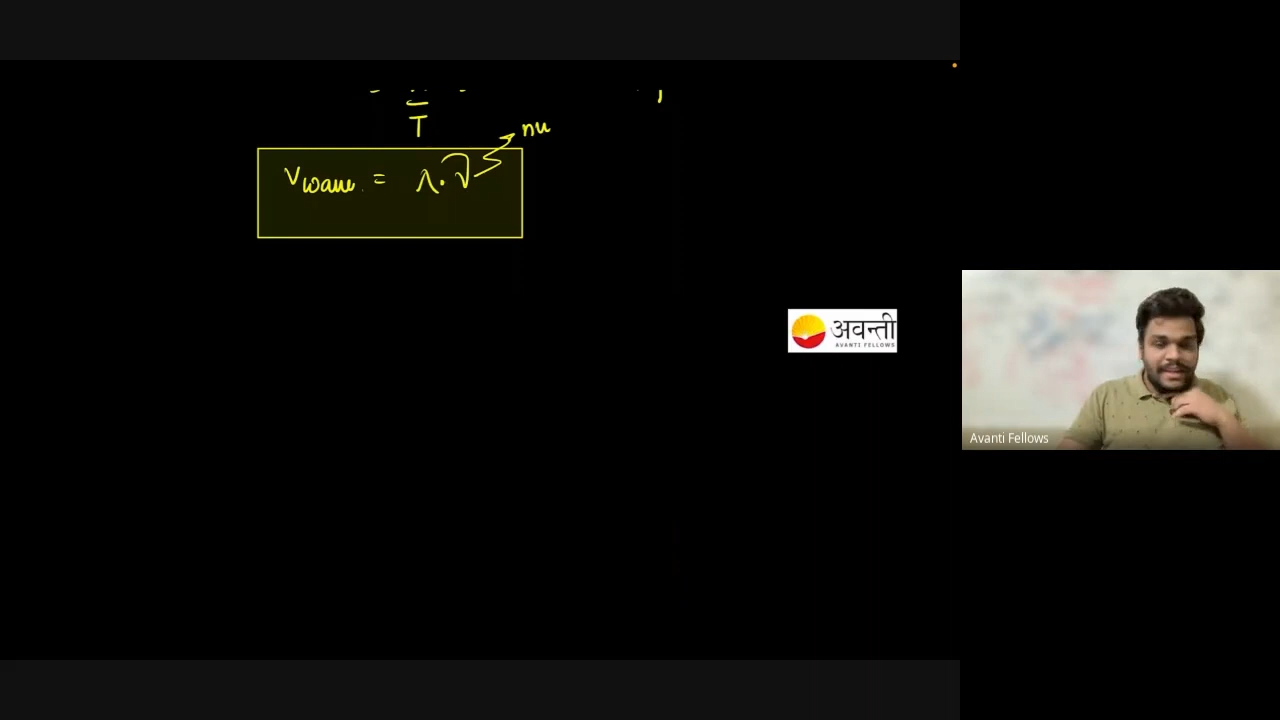 T
nu
Vwave = λ.ν
अवन्ती
AVANTI FELLOWS
Avanti Fellows